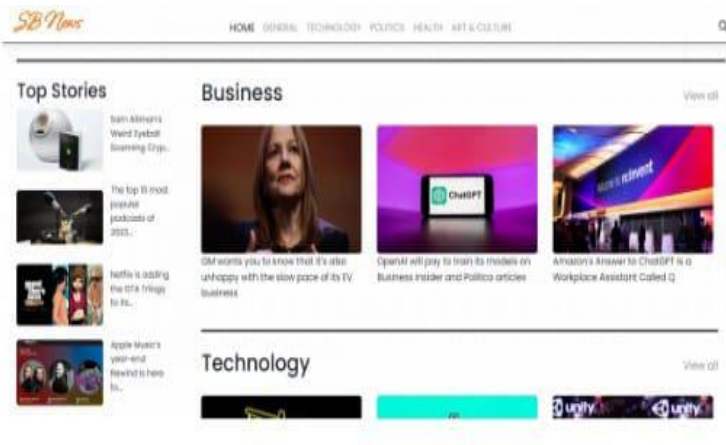 SB News
HOME GENERAL TECHNOLOGY POLITICS HEALTH ART & CULTURE
Top Stories
Sam Altman's
Weird Eyeball
Scanning Cryp...
The top 10 most
popular
podcasts of
2023...
Netflix is adding
the GTA Trilogy
to its...
Apple Music's
year-end
Rewind is here
to...
Business
View all
ChatGPT
welcome to re:Invent
GM wants you to know that it's also
unhappy with the slow pace of its EV
business
OpenAI will pay to train its models on
Business Insider and Politico articles
Amazon's Answer to ChatGPT is a
Workplace Assistant Called Q
Technology
View all
unity
unity